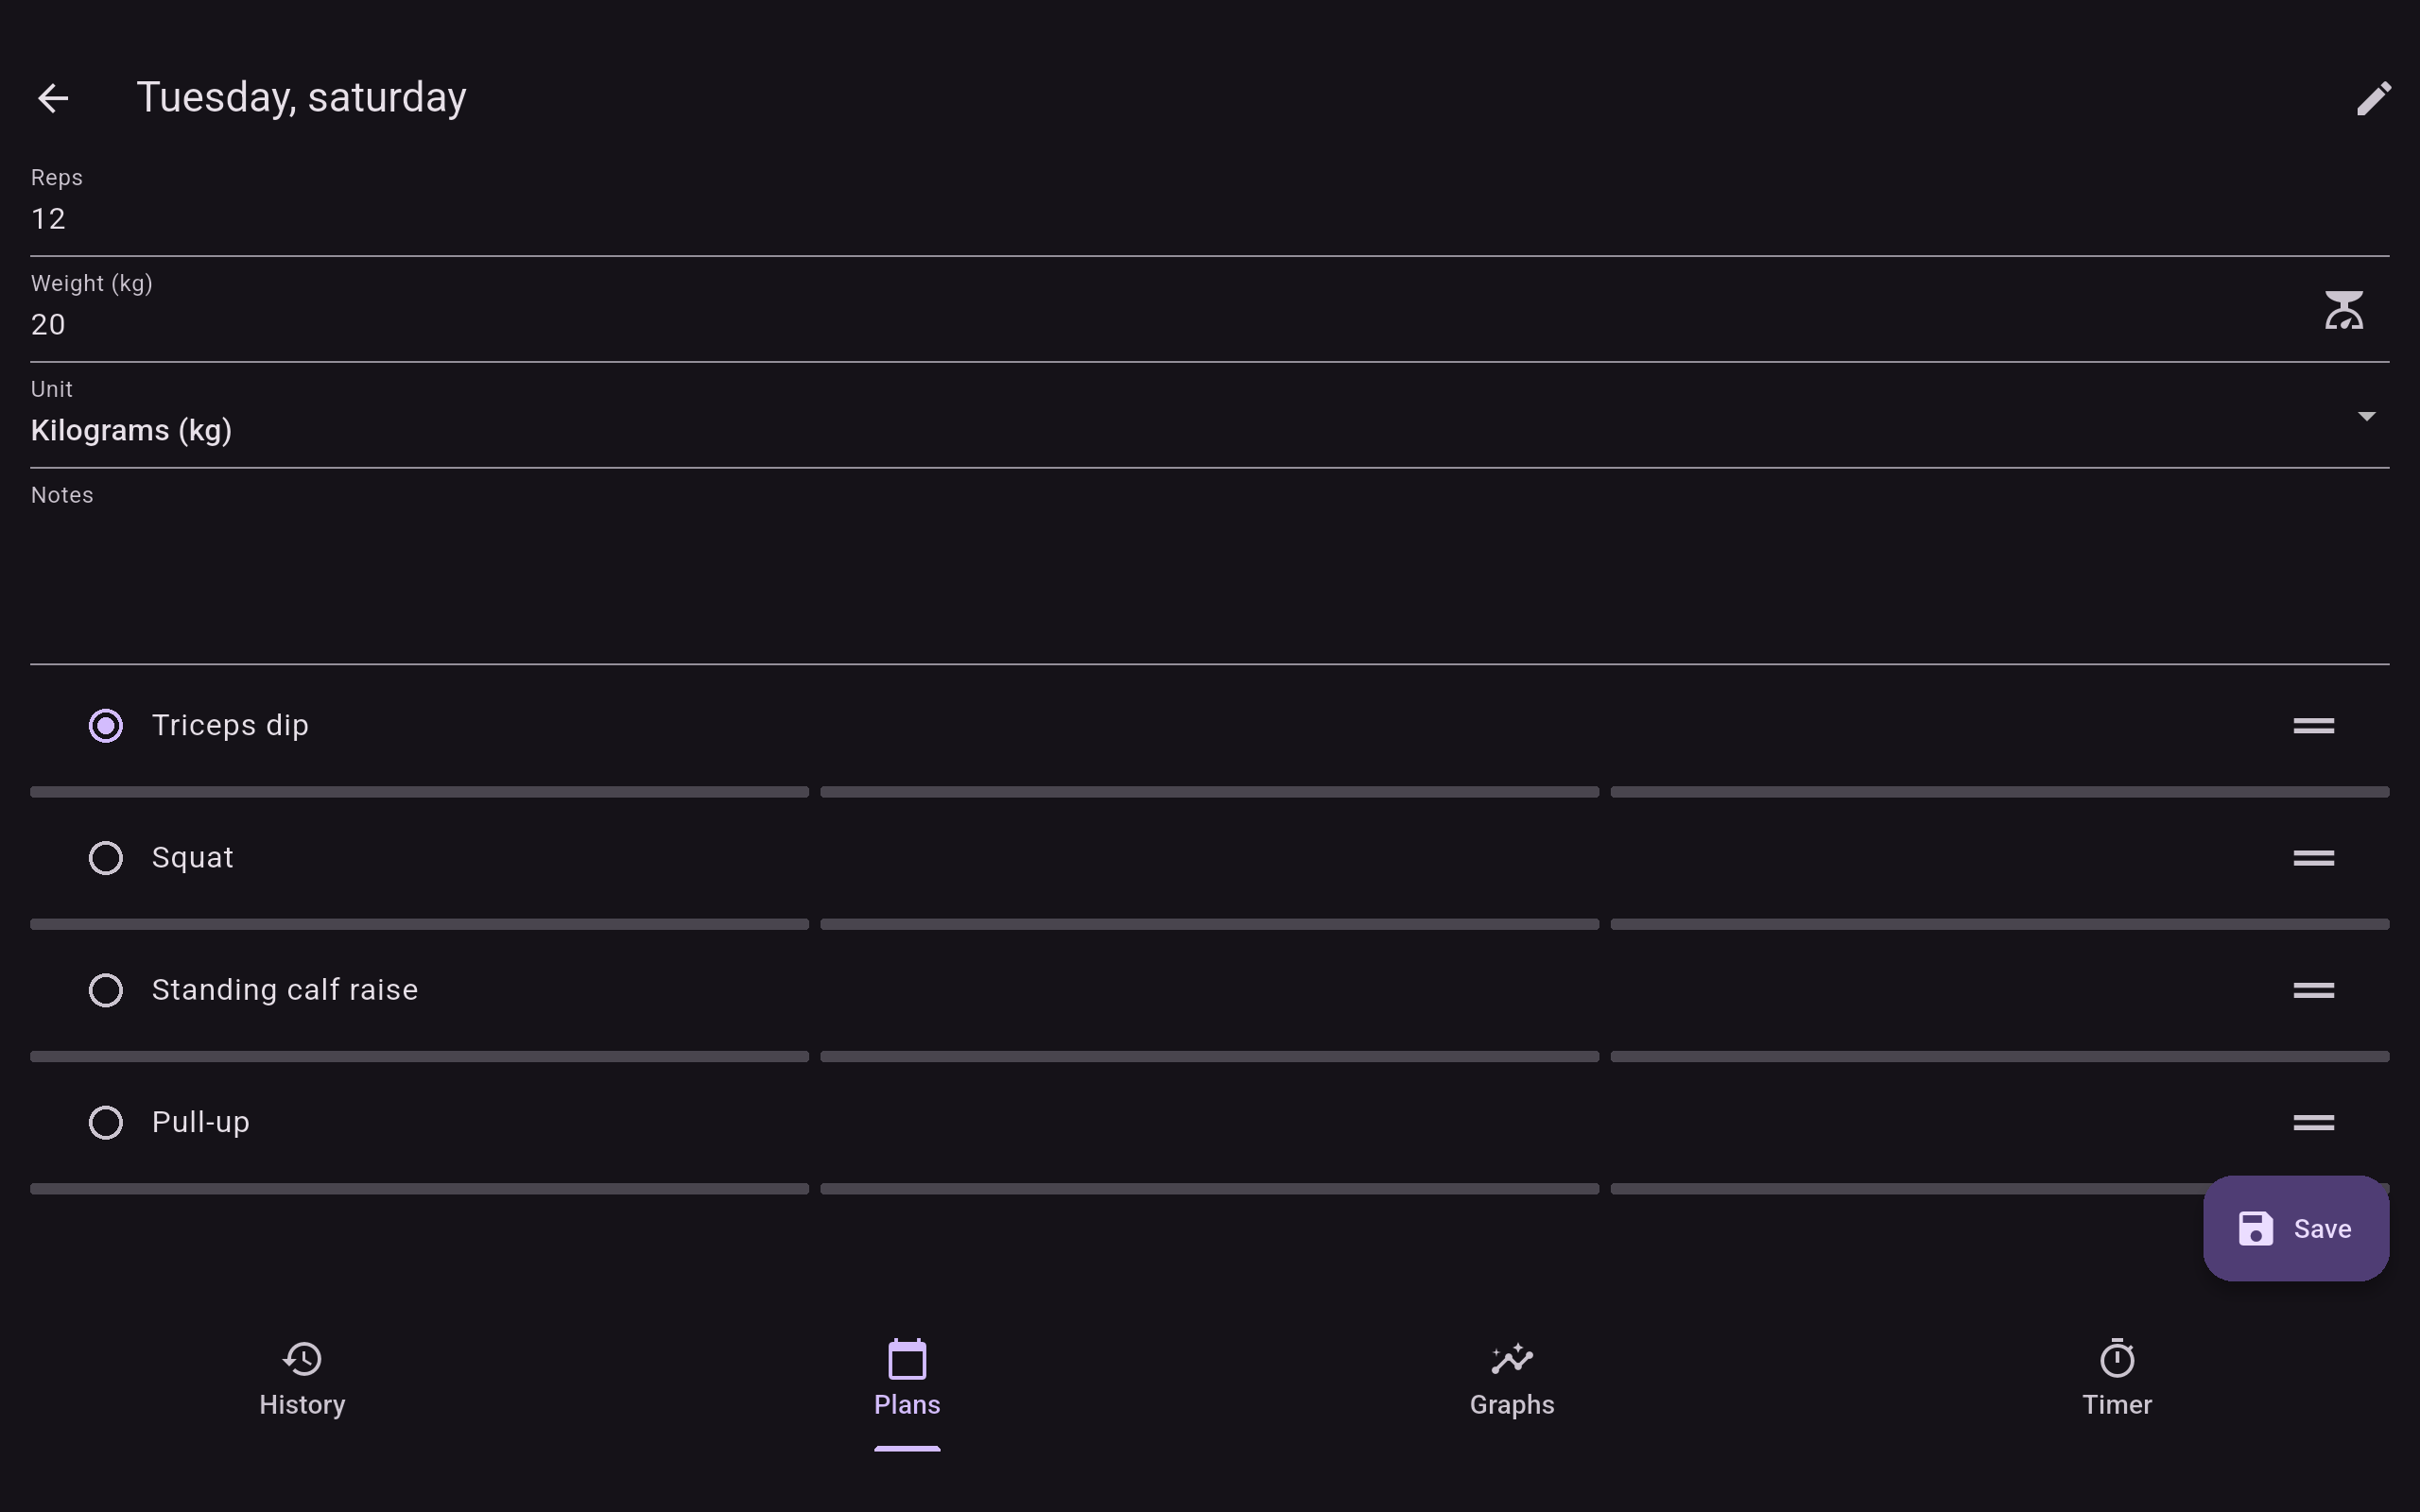 Tuesday, saturday
Reps
12
Weight (kg)
20
Unit
Kilograms (kg)
Notes
Triceps dip
Squat
Standing calf raise
Pull-up
Save
History
Plans
Graphs
Timer